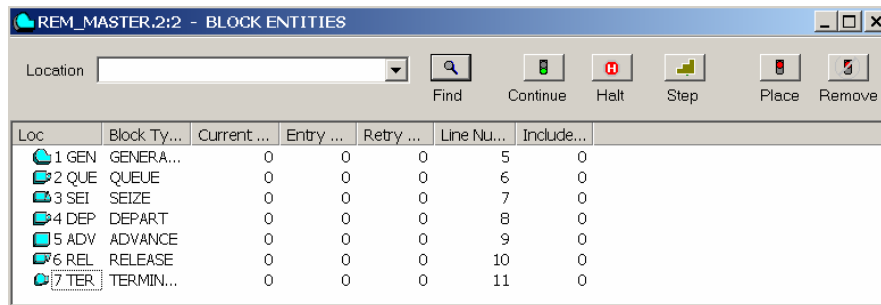 REM_MASTER.2:2 - BLOCK ENTITIES
Location
Find Continue Halt Step Place Remove
Loc Block Ty... Current ... Entry ... Retry ... Line Nu... Include...
1 GEN GENERA... 0 0 0 5 0
2 QUE QUEUE 0 0 0 6 0
3 SEI SEIZE 0 0 0 7 0
4 DEP DEPART 0 0 0 8 0
5 ADV ADVANCE 0 0 0 9 0
6 REL RELEASE 0 0 0 10 0
7 TER TERMIN... 0 0 0 11 0